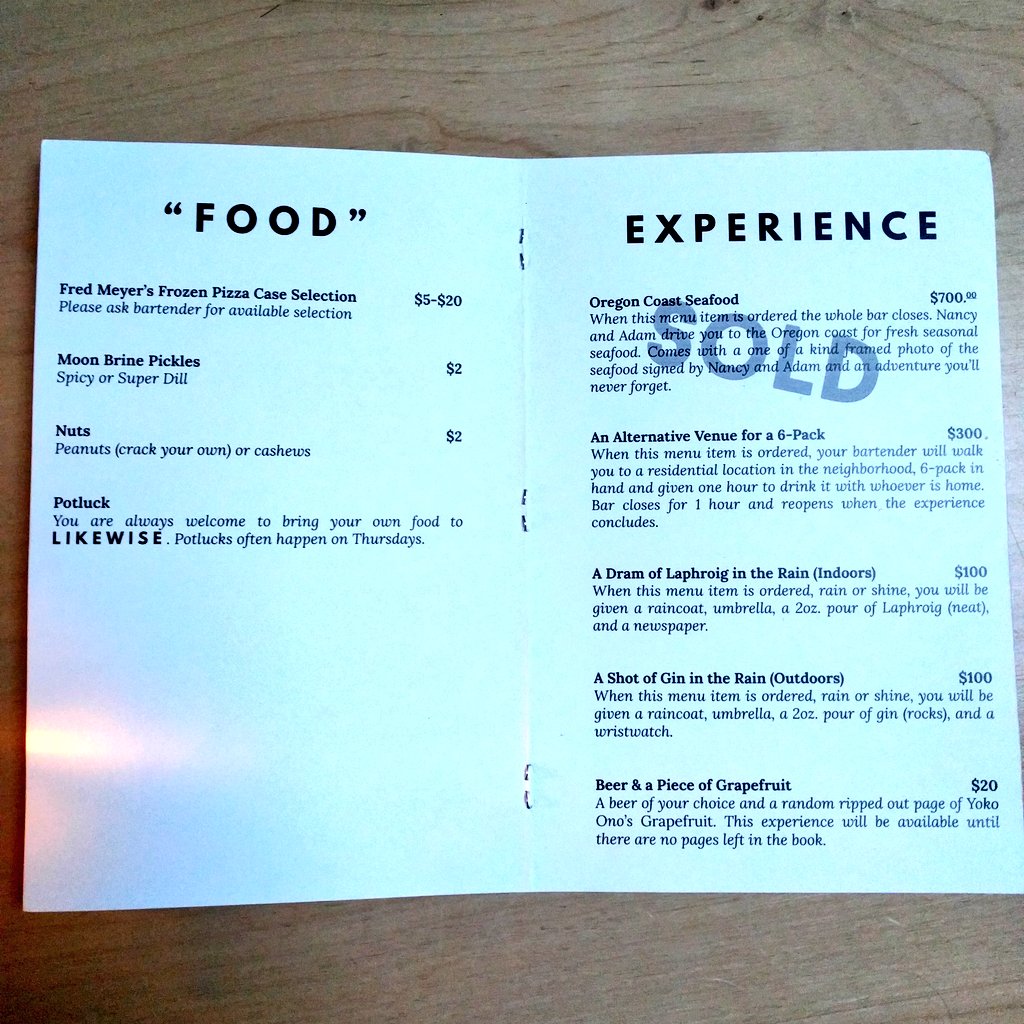 “FOOD”
Fred Meyer’s Frozen Pizza Case Selection $5-$20
Please ask bartender for available selection
Moon Brine Pickles $2
Spicy or Super Dill
Nuts $2
Peanuts (crack your own) or cashews
Potluck
You are always welcome to bring your own food to
LIKEWISE. Potlucks often happen on Thursdays.
EXPERIENCE
Oregon Coast Seafood $700.00
When this menu item is ordered the whole bar closes. Nancy
and Adam drive you to the Oregon coast for fresh seasonal
seafood. Comes with a one of a kind framed photo of the
seafood signed by Nancy and Adam and an adventure you’ll
never forget.
SOLD
An Alternative Venue for a 6-Pack $300
When this menu item is ordered, your bartender will walk
you to a residential location in the neighborhood, 6-pack in
hand and given one hour to drink it with whoever is home.
Bar closes for 1 hour and reopens when the experience
concludes.
A Dram of Laphroig in the Rain (Indoors) $100
When this menu item is ordered, rain or shine, you will be
given a raincoat, umbrella, a 2oz. pour of Laphroig (neat),
and a newspaper.
A Shot of Gin in the Rain (Outdoors) $100
When this menu item is ordered, rain or shine, you will be
given a raincoat, umbrella, a 2oz. pour of gin (rocks), and a
wristwatch.
Beer & a Piece of Grapefruit $20
A beer of your choice and a random ripped out page of Yoko
Ono’s Grapefruit. This experience will be available until
there are no pages left in the book.